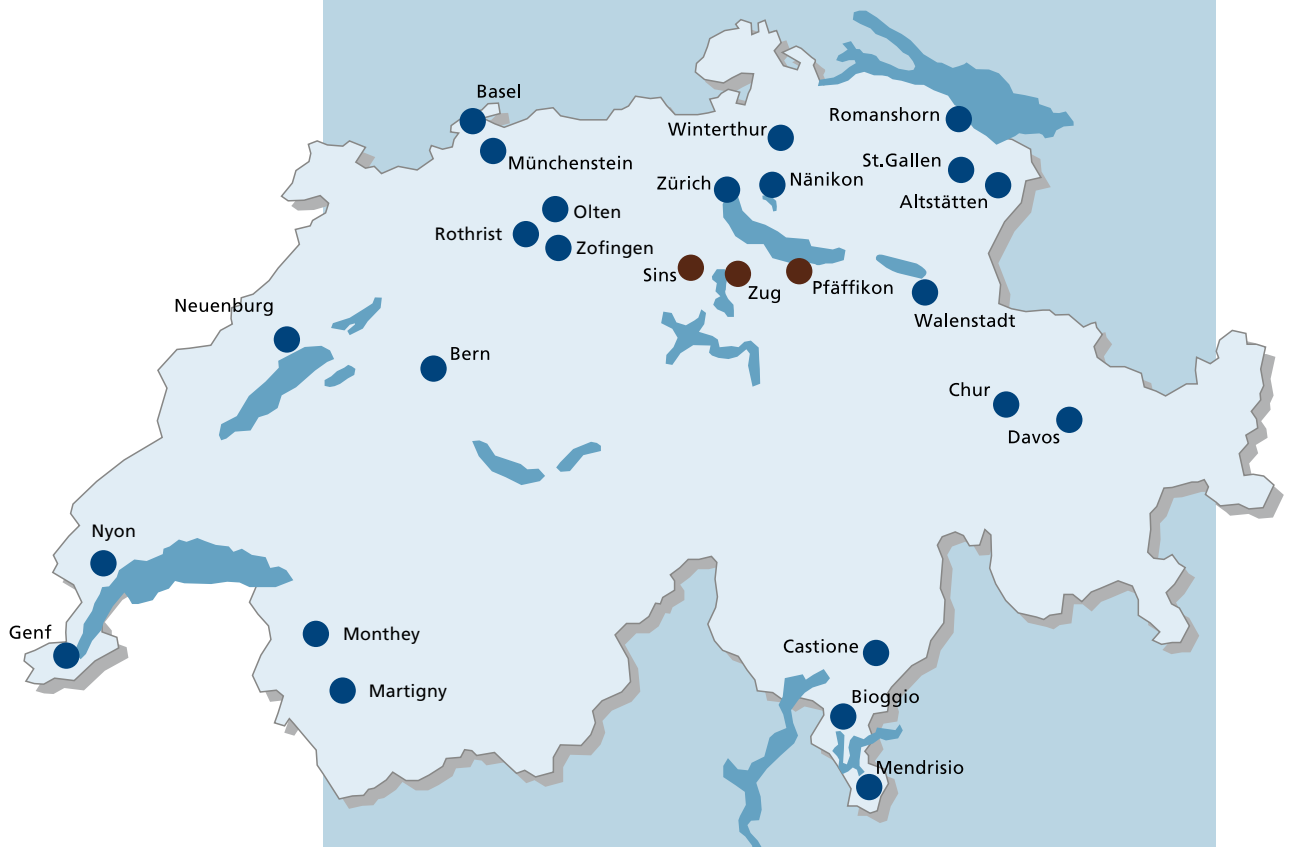 Basel
Romanshorn
Winterthur
Münchenstein
St.Gallen
Nänikon
Zürich
Altstätten
Olten
Rothrist
Zofingen
Sins
Pfäffikon
Zug
Neuenburg
Walenstadt
Bern
Chur
Davos
Nyon
Genf
Monthey
Castione
Martigny
Bioggio
Mendrisio